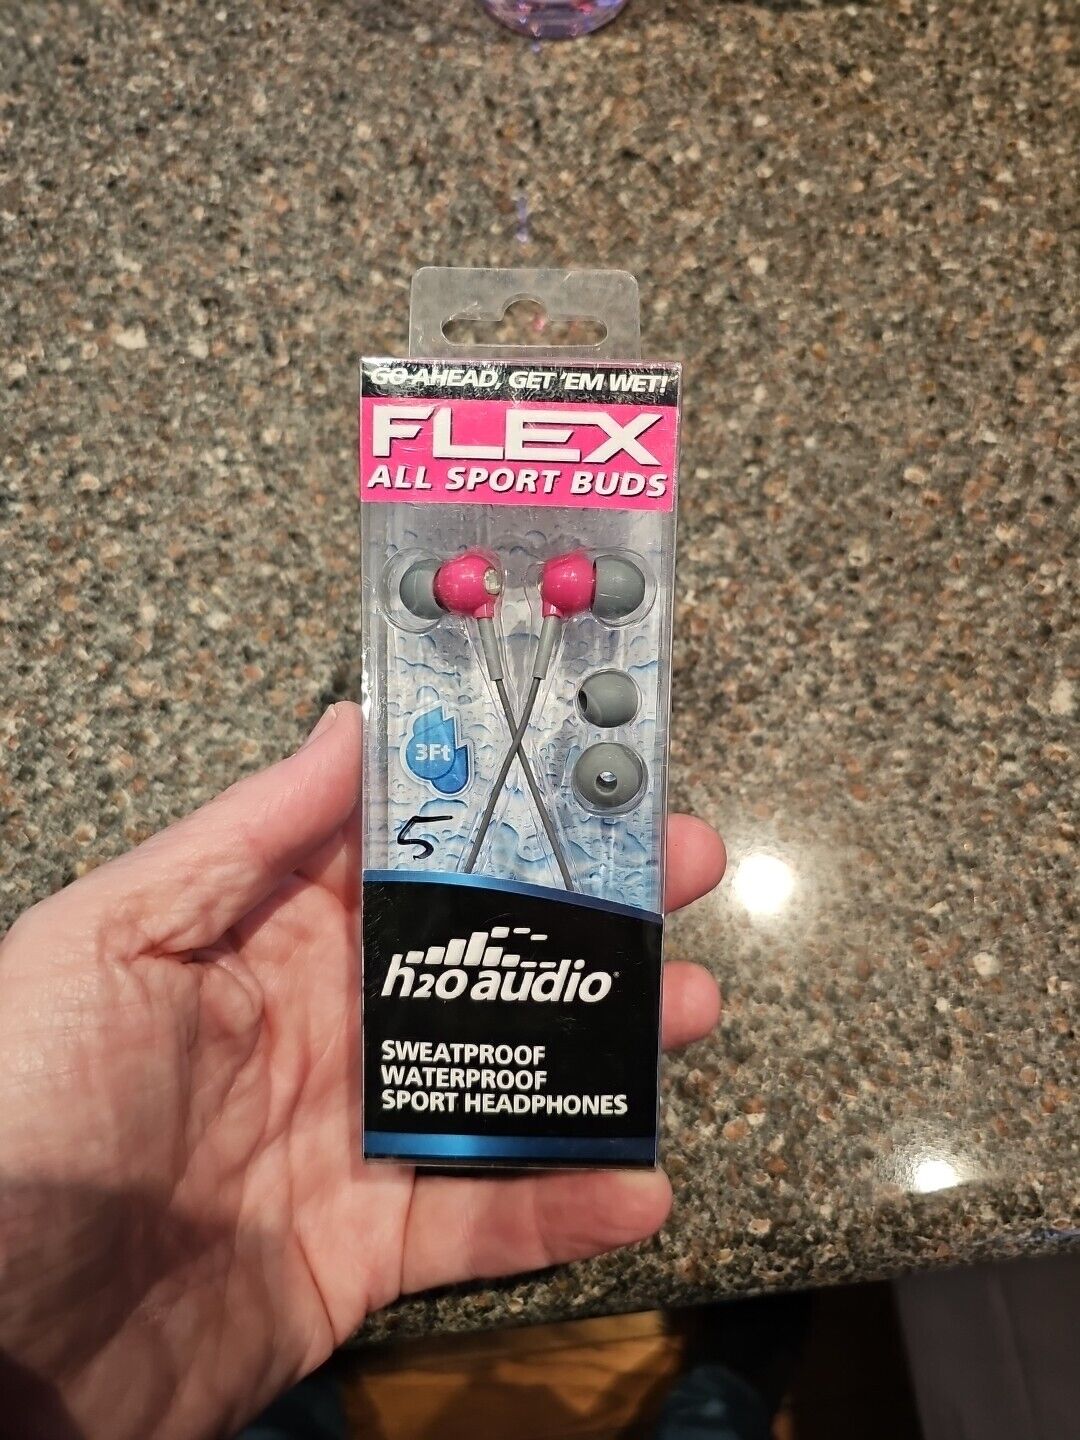 GO AHEAD, GET 'EM WET!
FLEX
ALL SPORT BUDS
3Ft
5
h2o audio®
SWEATPROOF
WATERPROOF
SPORT HEADPHONES